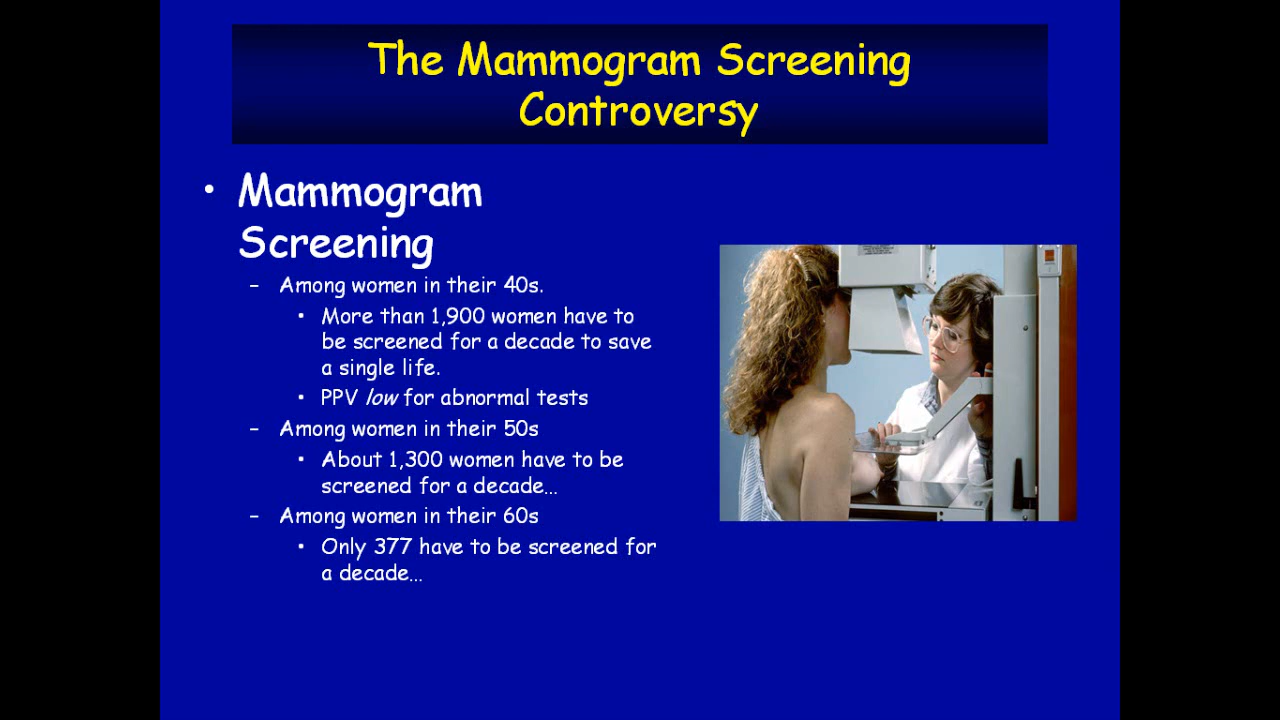 The Mammogram Screening
Controversy
• Mammogram
Screening
– Among women in their 40s.
• More than 1,900 women have to
be screened for a decade to save
a single life.
• PPV low for abnormal tests
– Among women in their 50s
• About 1,300 women have to be
screened for a decade…
– Among women in their 60s
• Only 377 have to be screened for
a decade…